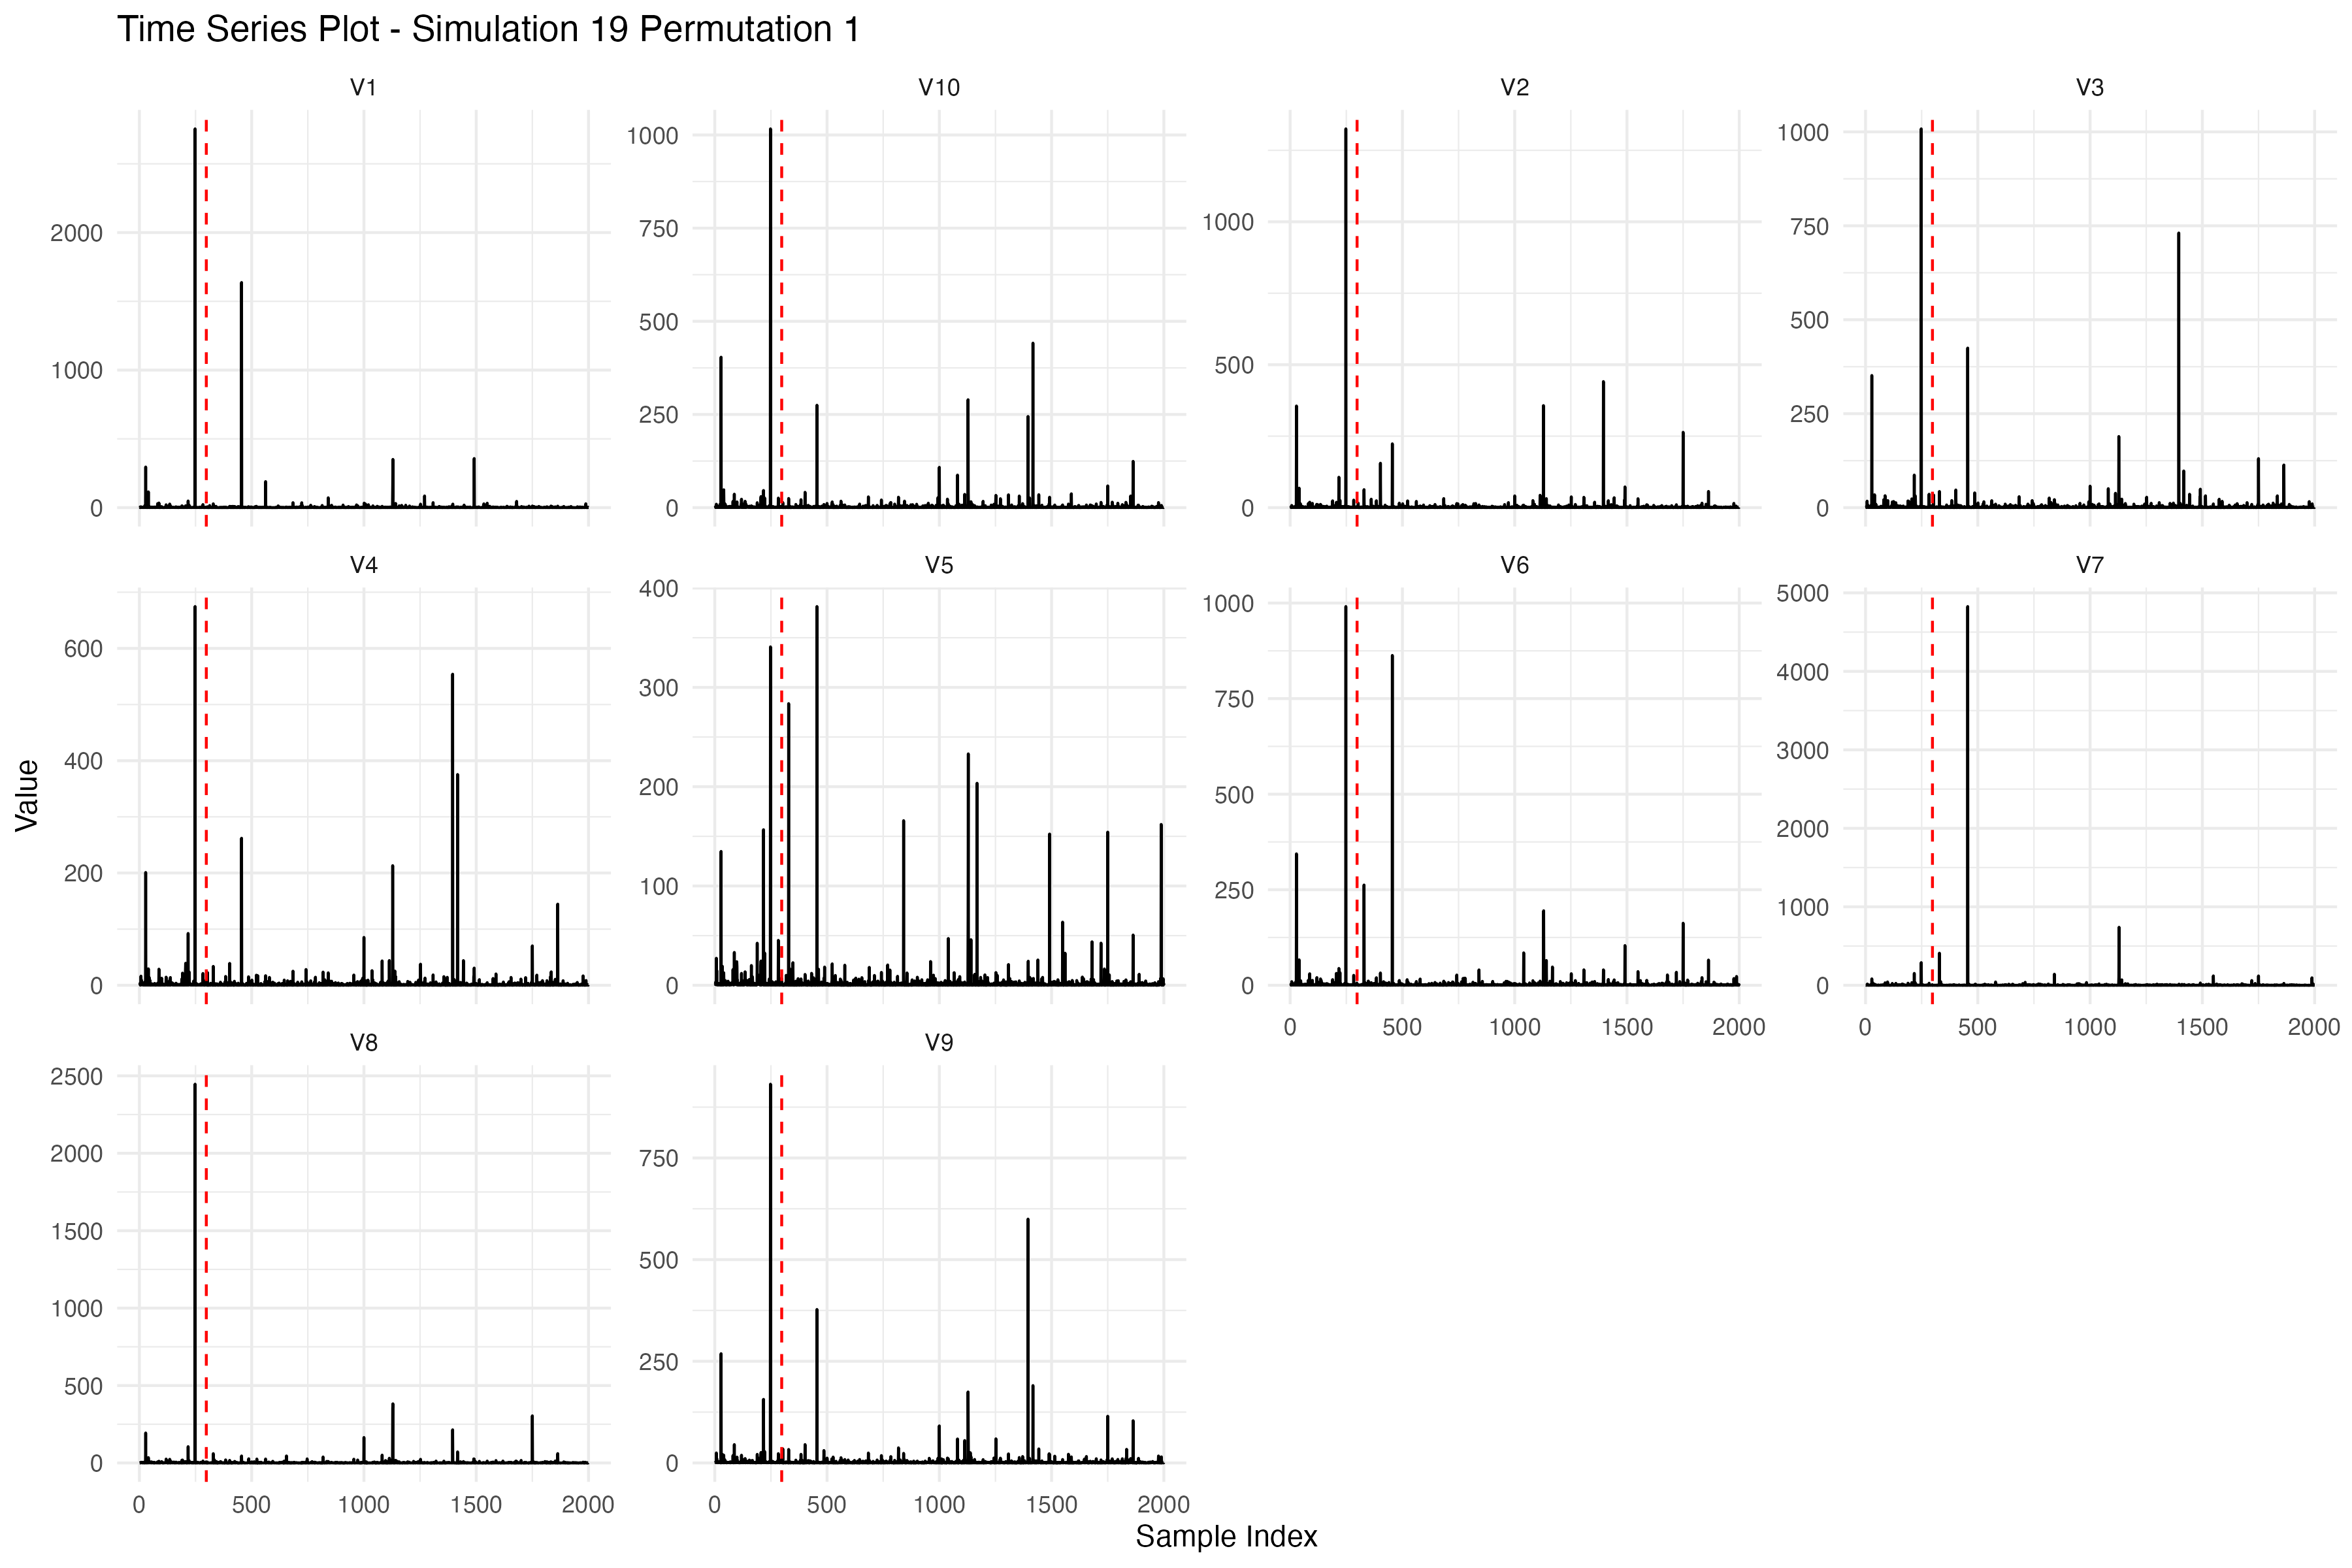 Time Series Plot - Simulation 19 Permutation 1
V1
V10
V2
V3
2000
1000
0
1000
750
500
250
0
1000
500
0
1000
750
500
250
0
V4
V5
V6
V7
600
400
200
0
400
300
200
100
0
1000
750
500
250
0
5000
4000
3000
2000
1000
0
0 500 1000 1500 2000
0 500 1000 1500 2000
V8
V9
2500
2000
1500
1000
500
0
750
500
250
0
0 500 1000 1500 2000
0 500 1000 1500 2000
Value
Sample Index